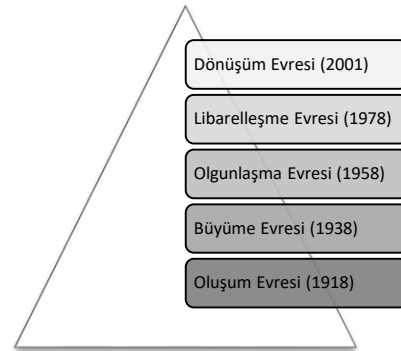 Dönüşüm Evresi (2001)
Libarelleşme Evresi (1978)
Olgunlaşma Evresi (1958)
Büyüme Evresi (1938)
Oluşum Evresi (1918)